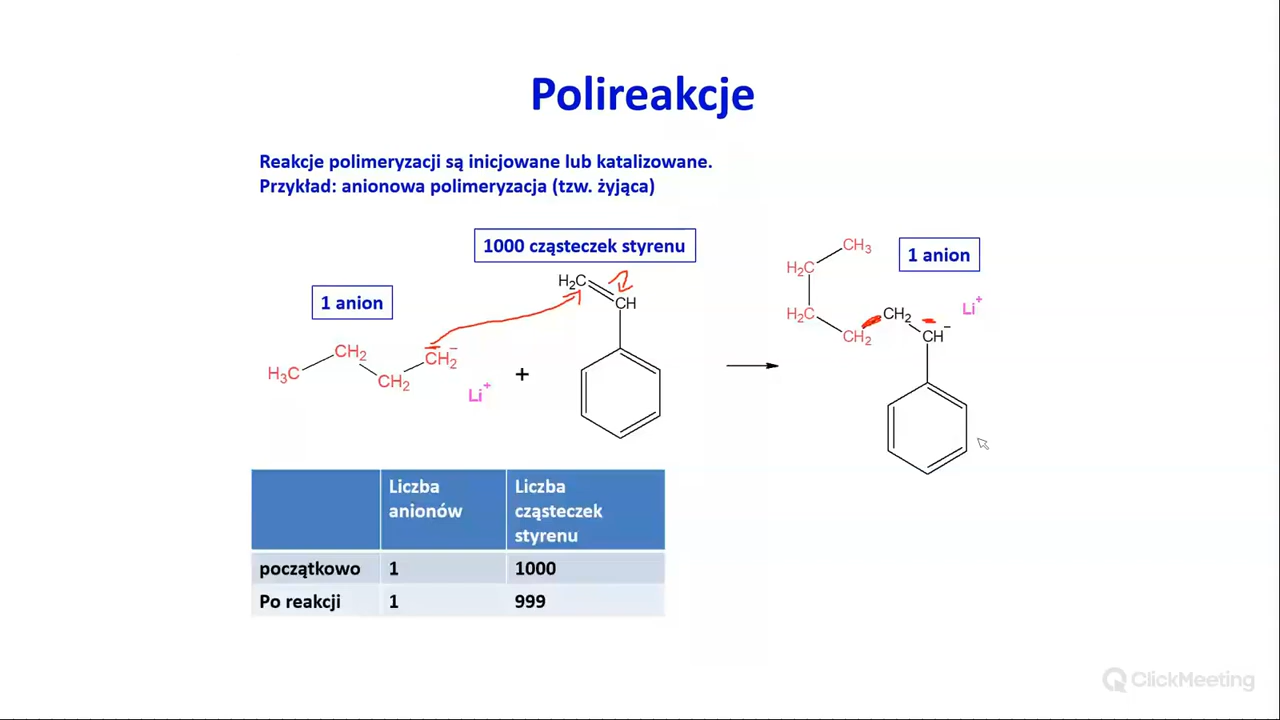 Polireakcje
Reakcje polimeryzacji są inicjowane lub katalizowane.
Przykład: anionowa polimeryzacja (tzw. żyjąca)
1000 cząsteczek styrenu
1 anion
1 anion
H₃C CH₂ CH₂ CH₂⁻
Li⁺
+
H₂C CH
CH₃
H₂C
H₂C CH₂
CH₂ CH⁻
Li⁺
Liczba anionów
Liczba cząsteczek styrenu
początkowo 1 1000
Po reakcji 1 999
ClickMeeting